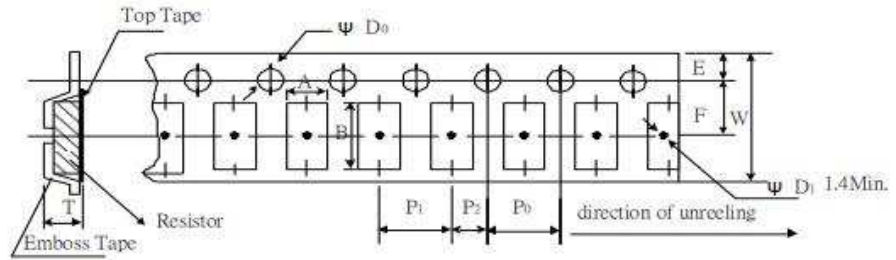 Top Tape
Ψ D0
A
E
B
F
W
Ψ D1 1.4Min.
P1
P2
P0
direction of unreeling
T
Resistor
Emboss Tape